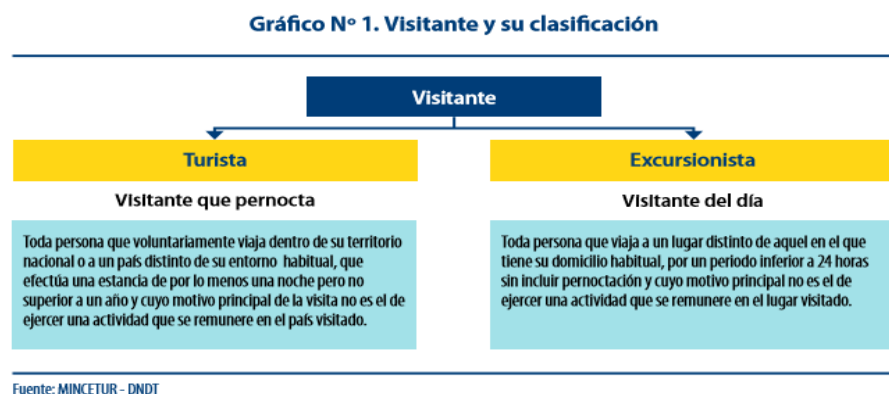 Gráfico Nº 1. Visitante y su clasificación
Visitante
Turista
Visitante que pernocta
Toda persona que voluntariamente viaja dentro de su territorio
nacional o a un país distinto de su entorno habitual, que
efectúa una estancia de por lo menos una noche pero no
superior a un año y cuyo motivo principal de la visita no es el de
ejercer una actividad que se remunere en el país visitado.
Excursionista
Visitante del día
Toda persona que viaja a un lugar distinto de aquel en el que
tiene su domicilio habitual, por un periodo inferior a 24 horas
sin incluir pernoctación y cuyo motivo principal no es el de
ejercer una actividad que se remunere en el lugar visitado.
Fuente: MINCETUR - DNDT